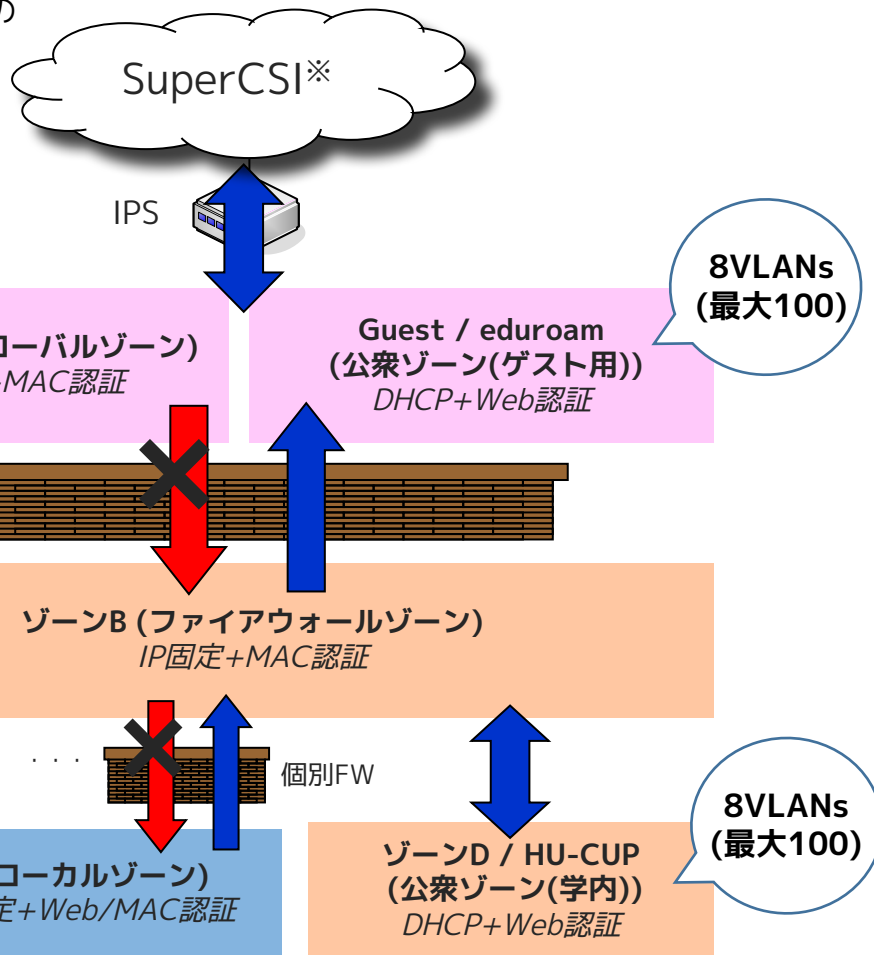 の
SuperCSI※
IPS
8VLANs
(最大100)
ローバルゾーン)
MAC認証
Guest / eduroam
(公衆ゾーン(ゲスト用))
DHCP+Web認証
ゾーンB (ファイアウォールゾーン)
IP固定+MAC認証
. . .
個別FW
8VLANs
(最大100)
ローカルゾーン)
定+Web/MAC認証
ゾーンD / HU-CUP
(公衆ゾーン(学内))
DHCP+Web認証